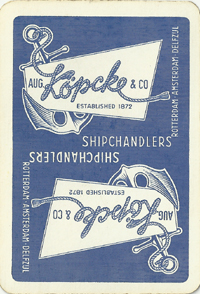 AUG Köpcke & CO
ESTABLISHED 1872
SHIPCHANDLERS
ROTTERDAM-AMSTERDAM-DELFZIJL
AUG Köpcke & CO
ESTABLISHED 1872
SHIPCHANDLERS
ROTTERDAM-AMSTERDAM-DELFZIJL